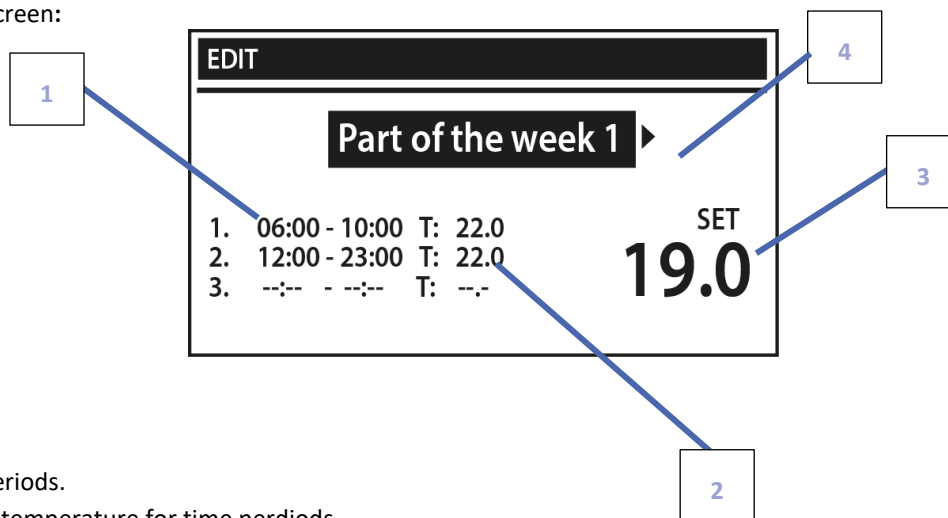 creen:
EDIT
4
1
Part of the week 1
3
SET
19.0
1. 06:00 - 10:00 T: 22.0
2. 12:00 - 23:00 T: 22.0
3. --:-- - --:-- T: --.-
2
eriods.
temperature for time perdiods